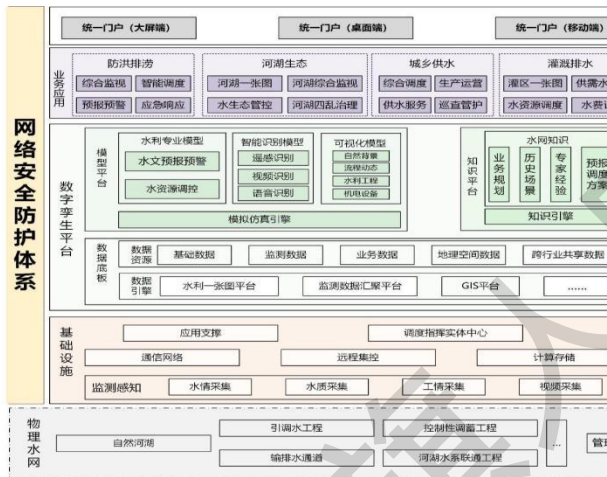 统一门户（大屏端） 统一门户（桌面端） 统一门户（移动端）
网络安全防护体系
业务应用
防洪排涝 河湖生态 城乡供水 灌溉排水
综合监视 智能调度 河湖一张图 河湖综合监视 综合调度 生产运营 灌区一张图 供需水
预报预警 应急响应 水生态管控 河湖四乱治理 供水服务 巡查管护 水资源调度 水费
数字孪生平台
模型平台
水利专业模型 智能识别模型 可视化模型
水文预报预警 水资源调控
遥感识别 视频识别 语音识别
自然背景 流程动态 水利工程 机电设备
模拟仿真引擎
知识平台
水网知识
业务规划 历史场景 专家经验 预报调度方案
知识引擎
数据底板
数据资源 基础数据 监测数据 业务数据 地理空间数据 跨行业共享数据
数据引擎 水利一张图平台 监测数据汇聚平台 GIS平台 ......
基础设施
应用支撑 调度指挥实体中心
通信网络 远程集控 计算存储
监测感知 水情采集 水质采集 工情采集 视频采集
物理水网
自然河湖 引调水工程 控制性调蓄工程 ... 管理
输排水通道 河湖水系联通工程